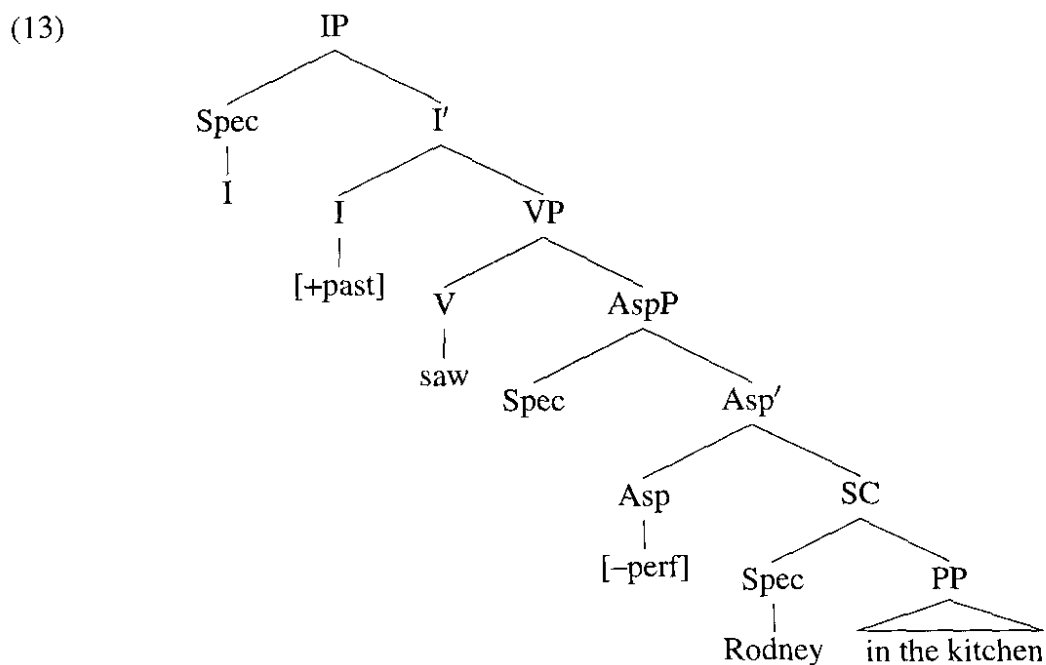 (13) IP
Spec I′
I I VP
[+past] V AspP
saw Spec Asp′
Asp SC
[–perf] Spec PP
Rodney in the kitchen